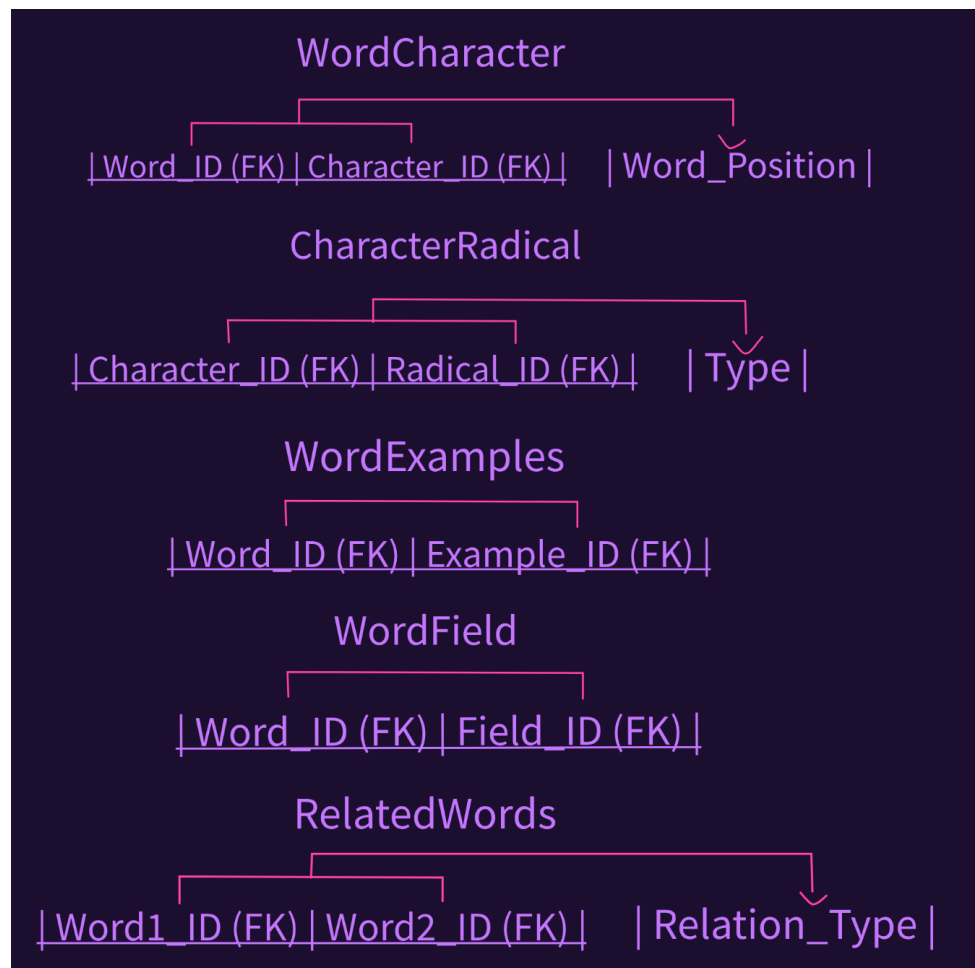 WordCharacter
| Word_ID (FK) | Character_ID (FK) | | Word_Position |
CharacterRadical
| Character_ID (FK) | Radical_ID (FK) | | Type |
WordExamples
| Word_ID (FK) | Example_ID (FK) |
WordField
| Word_ID (FK) | Field_ID (FK) |
RelatedWords
| Word1_ID (FK) | Word2_ID (FK) | | Relation_Type |